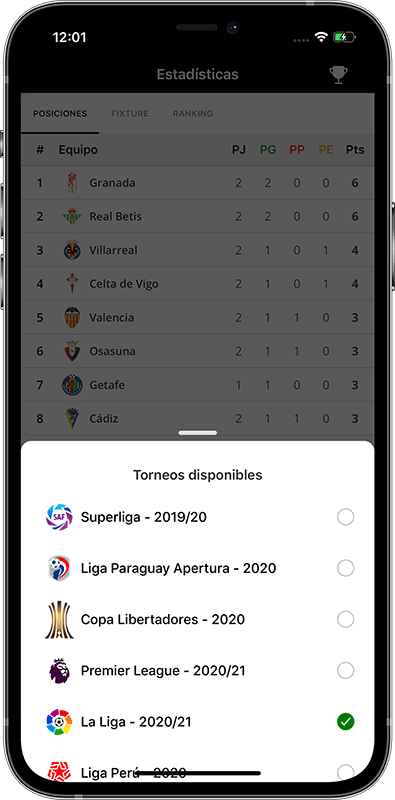 12:01
Estadísticas
POSICIONES FIXTURE RANKING
# Equipo PJ PG PP PE Pts
1 Granada 2 2 0 0 6
2 Real Betis 2 2 0 0 6
3 Villarreal 2 1 0 1 4
4 Celta de Vigo 2 1 0 1 4
5 Valencia 2 1 1 0 3
6 Osasuna 2 1 1 0 3
7 Getafe 1 1 0 0 3
8 Cádiz 2 1 1 0 3
Torneos disponibles
SAF Superliga - 2019/20
Liga Paraguay Apertura - 2020
Copa Libertadores - 2020
Premier League - 2020/21
La Liga - 2020/21
Liga Perú - 2020